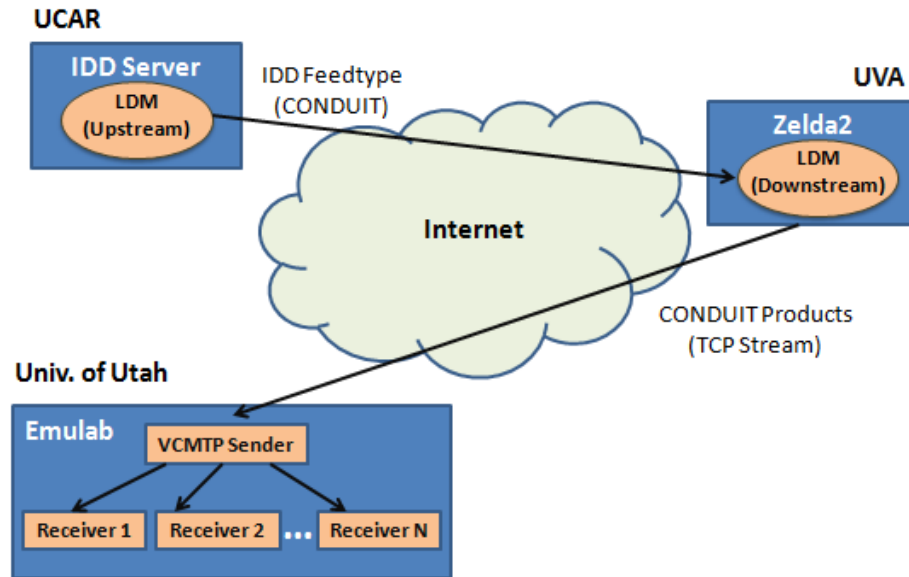 UCAR
IDD Server
LDM
(Upstream)
IDD Feedtype
(CONDUIT)
UVA
Zelda2
LDM
(Downstream)
Internet
CONDUIT Products
(TCP Stream)
Univ. of Utah
Emulab
VCMTP Sender
Receiver 1
Receiver 2
...
Receiver N